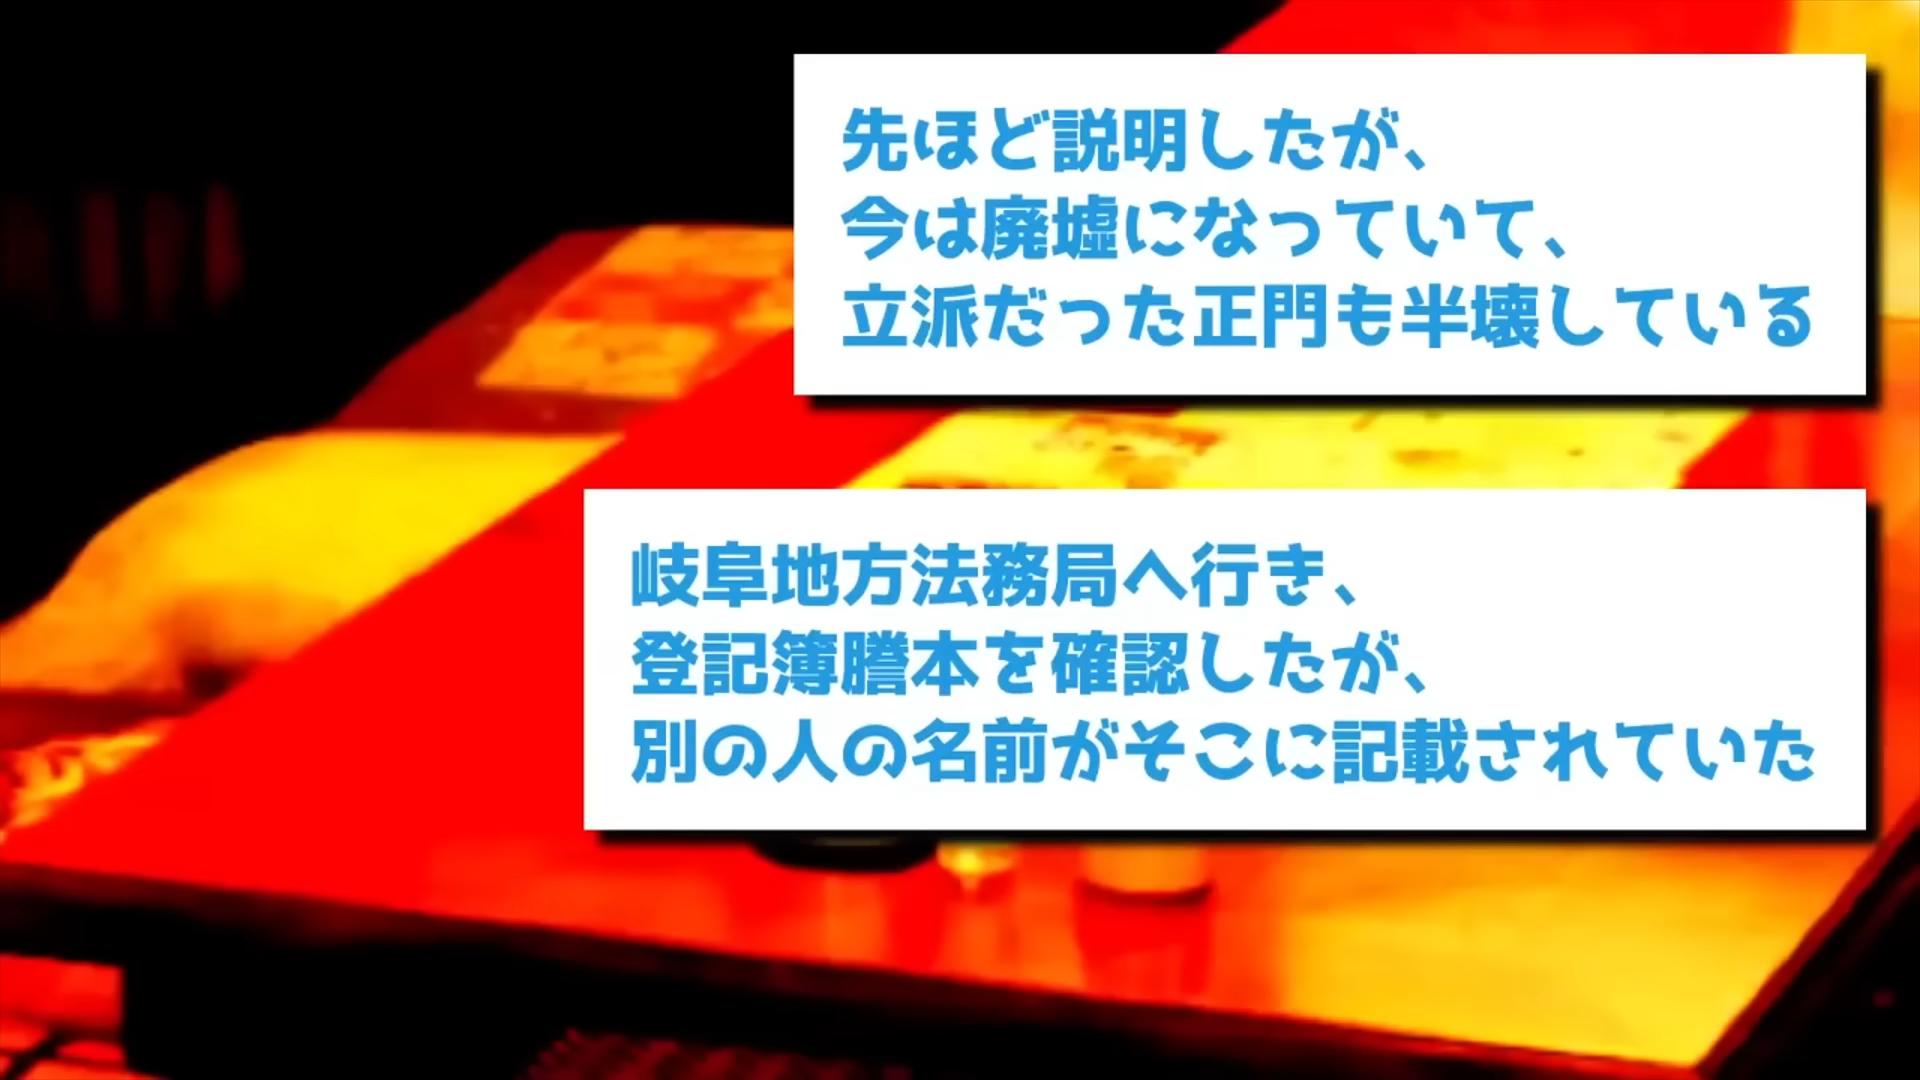 先ほど説明したが、
今は廃墟になっていて、
立派だった正門も半壊している
岐阜地方法務局へ行き、
登記簿謄本を確認したが、
別の人の名前がそこに記載されていた